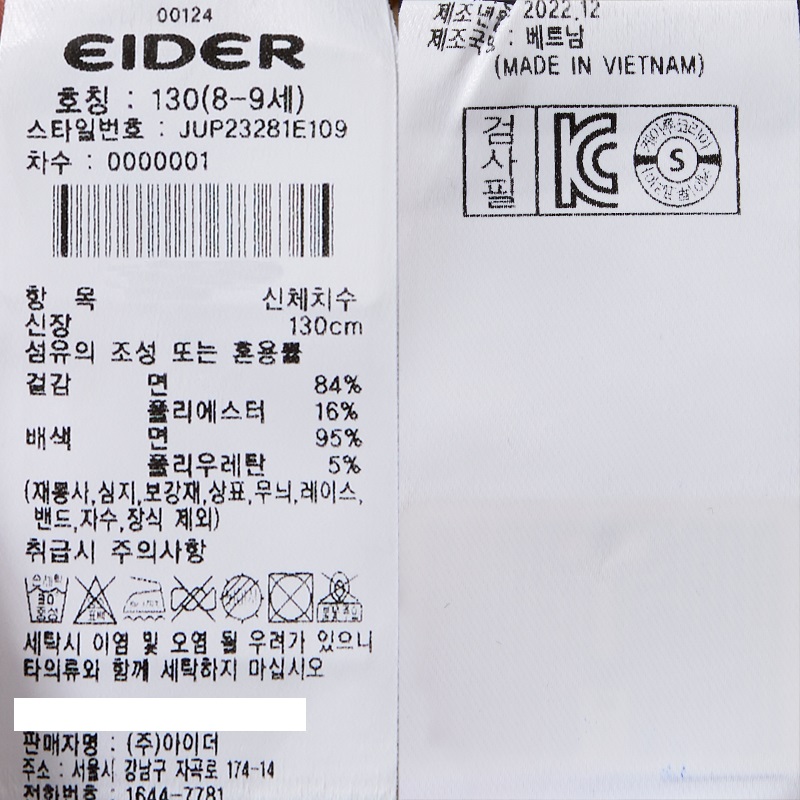 00124
EIDER
호칭 : 130(8-9세)
스타일번호 : JUP23281E109
차수 : 0000001
항 목 신체치수
신장 130cm
섬유의 조성 또는 혼용률
겉감 면 84%
폴리에스터 16%
배색 면 95%
폴리우레탄 5%
(재봉사,심지,보강재,상표,무늬,레이스,
밴드,자수,장식 제외)
취급시 주의사항
30
중성
세탁시 이염 및 오염 될 우려가 있으니
타의류와 함께 세탁하지 마십시오
판매자명 : (주)아이더
주소 : 서울시 강남구 자곡로 174-14
전화번호 : 1644-7781
제조년월 2022.12
제조국명 : 베트남
(MADE IN VIETNAM)
검사필
KC
S